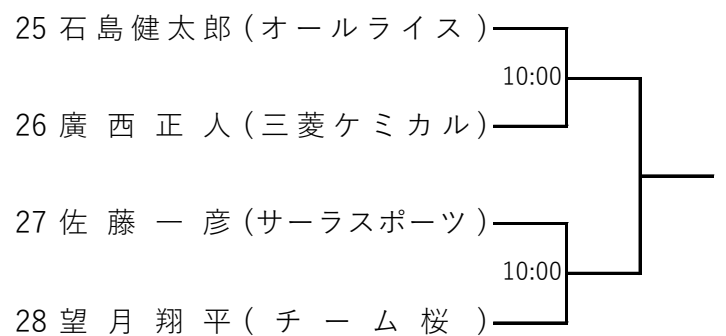 25 石島健太郎(オールライス)
10:00
26 廣西正人(三菱ケミカル)
27 佐藤一彦(サーラスポーツ)
10:00
28 望月翔平(チーム桜)